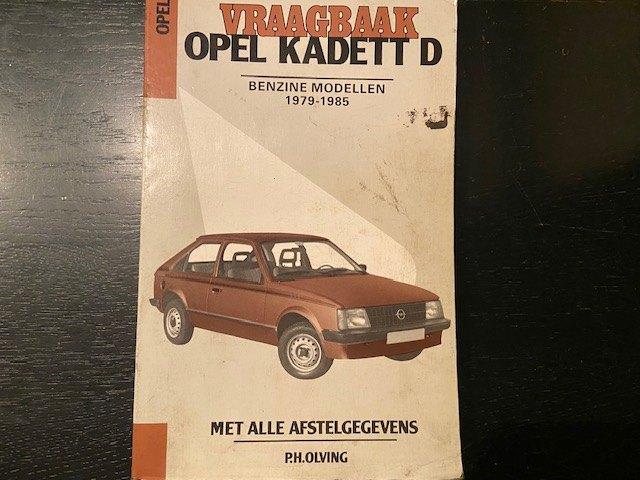 OPEL
VRAAGBAAK
OPEL KADETT D
BENZINE MODELLEN
1979-1985
MET ALLE AFSTELGEGEVENS
P.H.OLVING